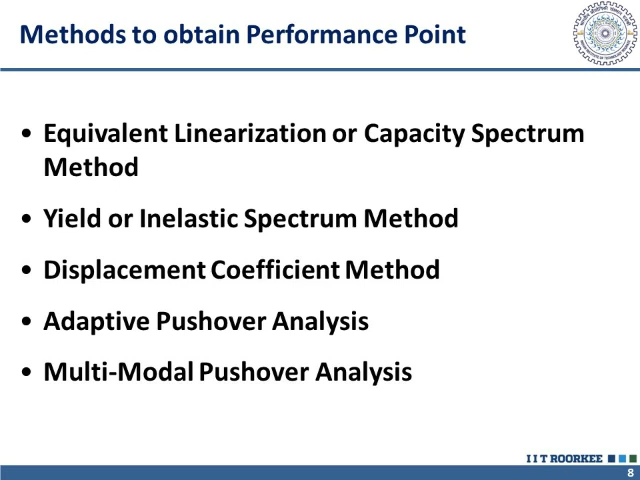 Methods to obtain Performance Point
• Equivalent Linearization or Capacity Spectrum
Method
• Yield or Inelastic Spectrum Method
• Displacement Coefficient Method
• Adaptive Pushover Analysis
• Multi-Modal Pushover Analysis
I I T ROORKEE
8